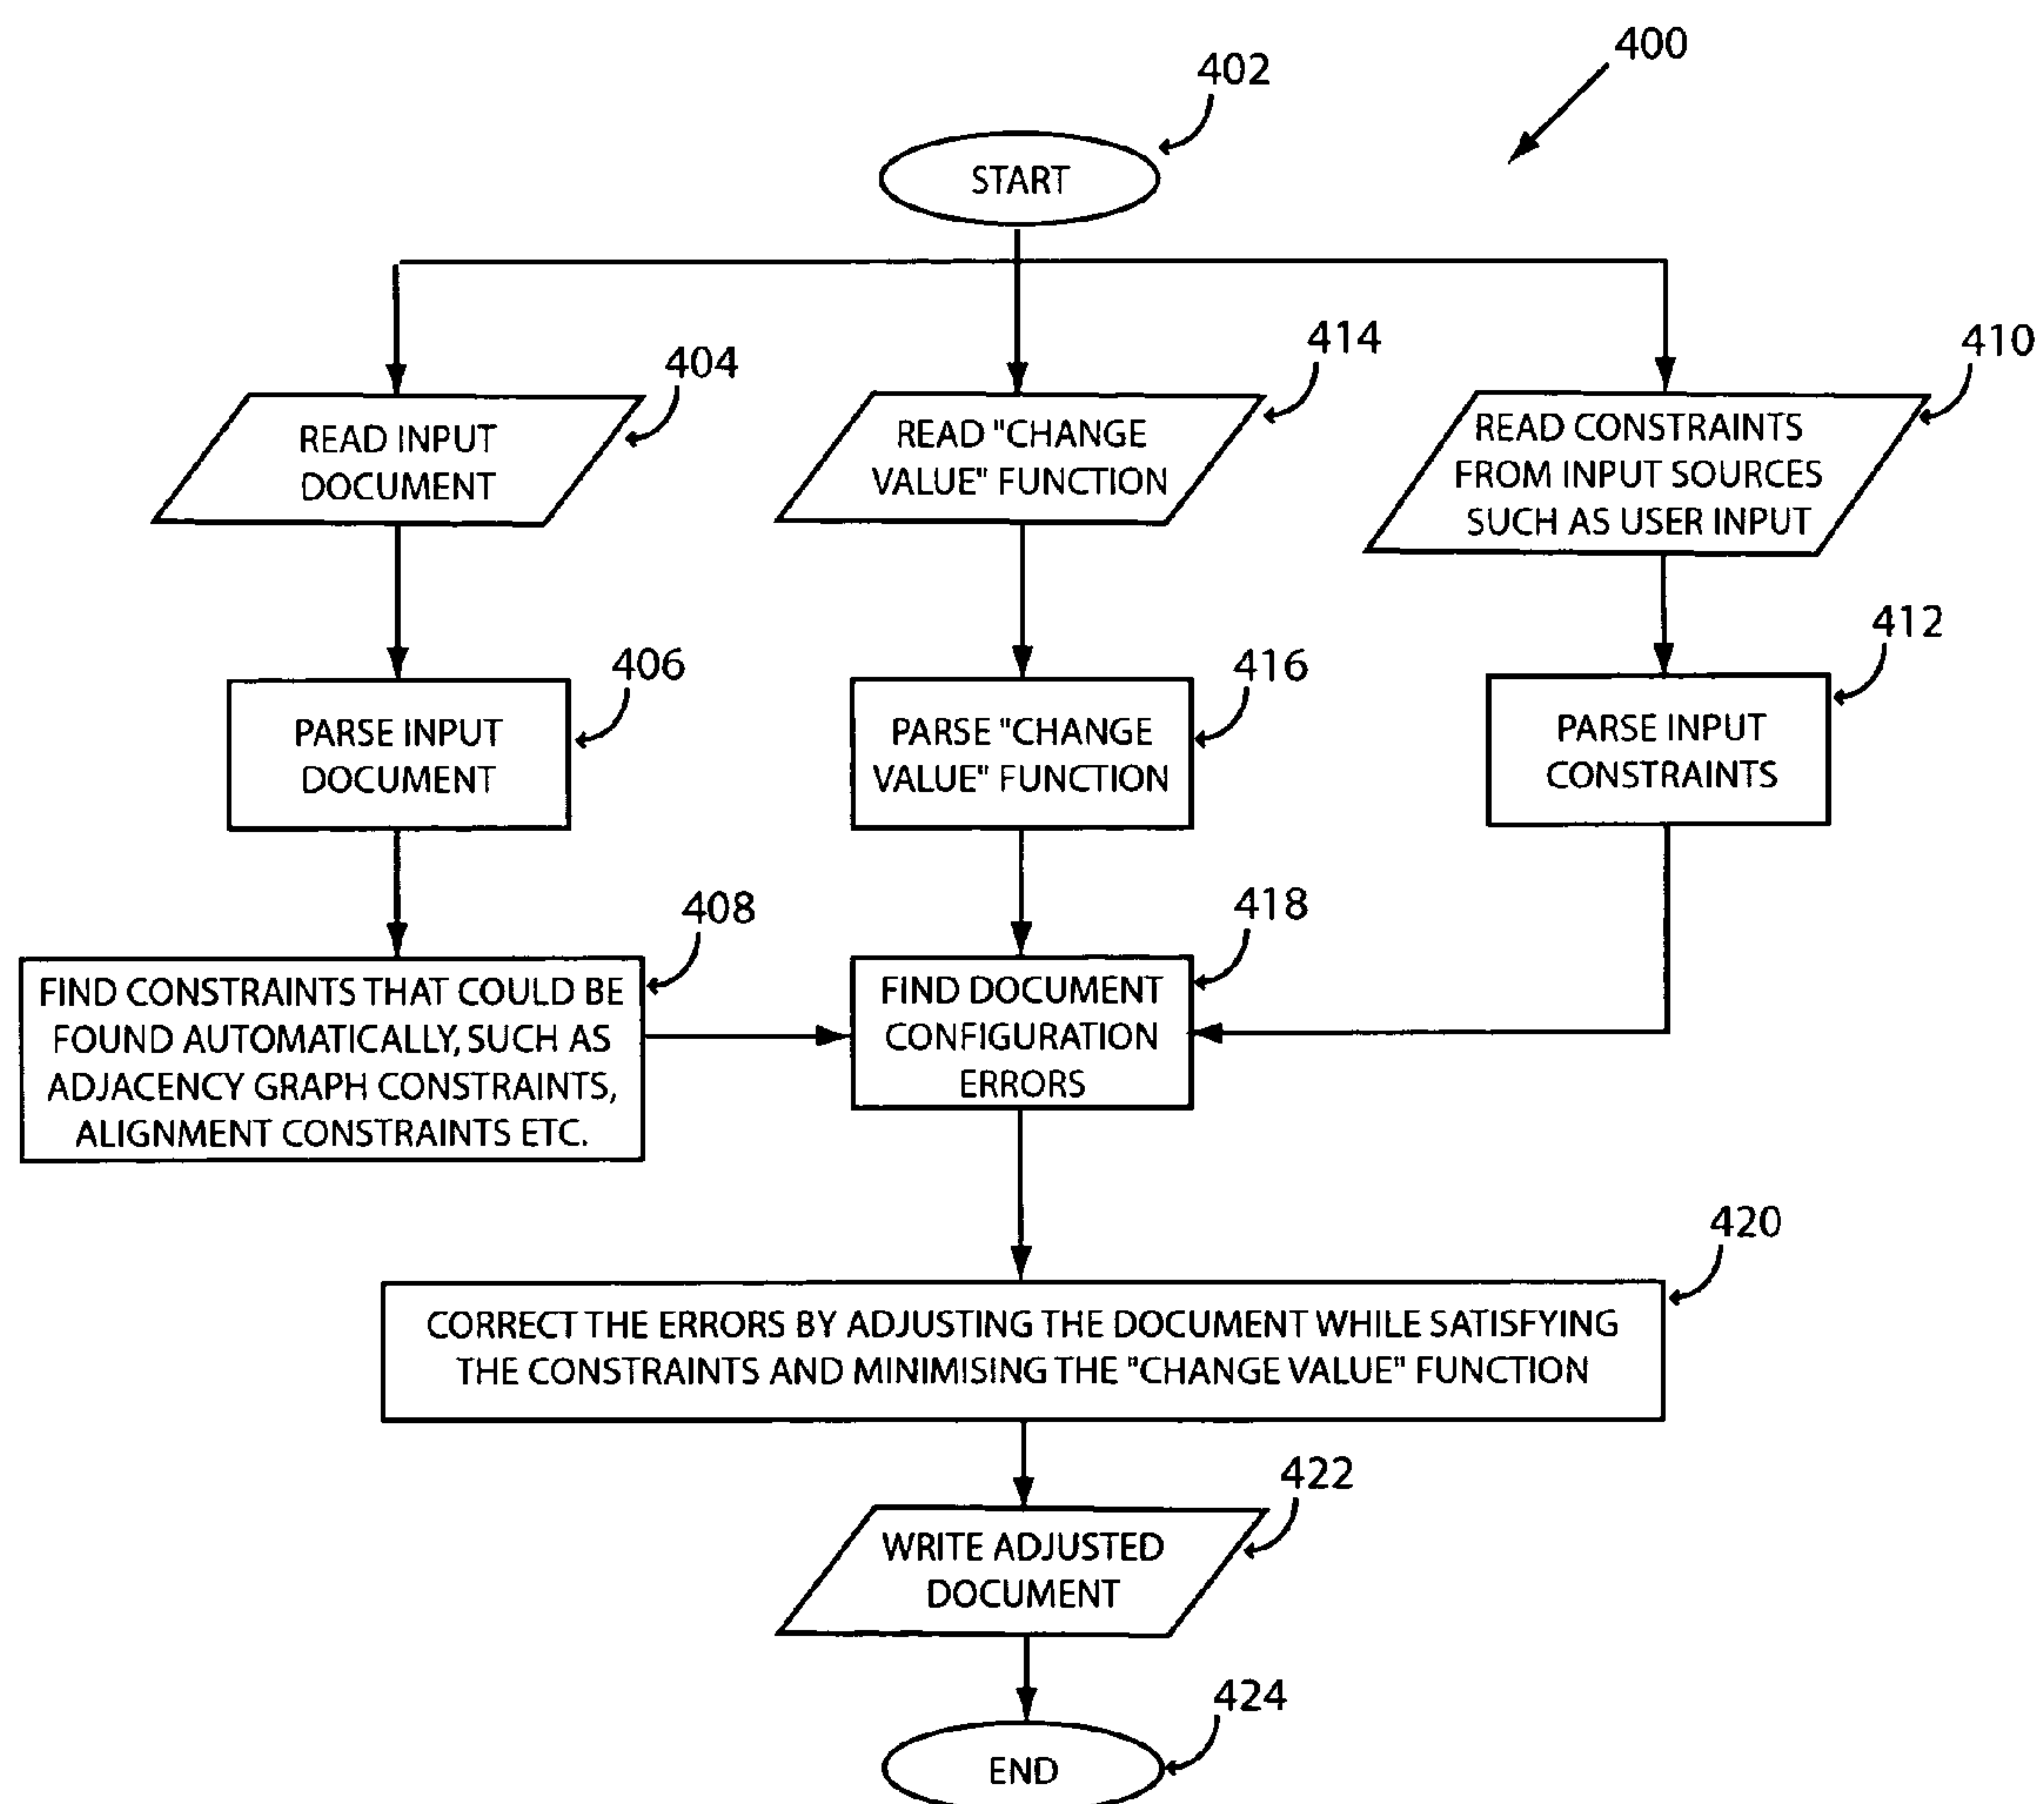 400
402
START
404
READ INPUT
DOCUMENT
414
READ "CHANGE
VALUE" FUNCTION
410
READ CONSTRAINTS
FROM INPUT SOURCES
SUCH AS USER INPUT
406
PARSE INPUT
DOCUMENT
416
PARSE "CHANGE
VALUE" FUNCTION
412
PARSE INPUT
CONSTRAINTS
408
FIND CONSTRAINTS THAT COULD BE
FOUND AUTOMATICALLY, SUCH AS
ADJACENCY GRAPH CONSTRAINTS,
ALIGNMENT CONSTRAINTS ETC.
418
FIND DOCUMENT
CONFIGURATION
ERRORS
420
CORRECT THE ERRORS BY ADJUSTING THE DOCUMENT WHILE SATISFYING
THE CONSTRAINTS AND MINIMISING THE "CHANGE VALUE" FUNCTION
422
WRITE ADJUSTED
DOCUMENT
424
END